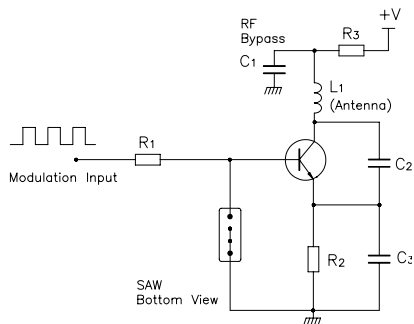 +V
RF
Bypass
R3
C1
L1
(Antenna)
R1
Modulation Input
C2
SAW
Bottom View
R2
C3